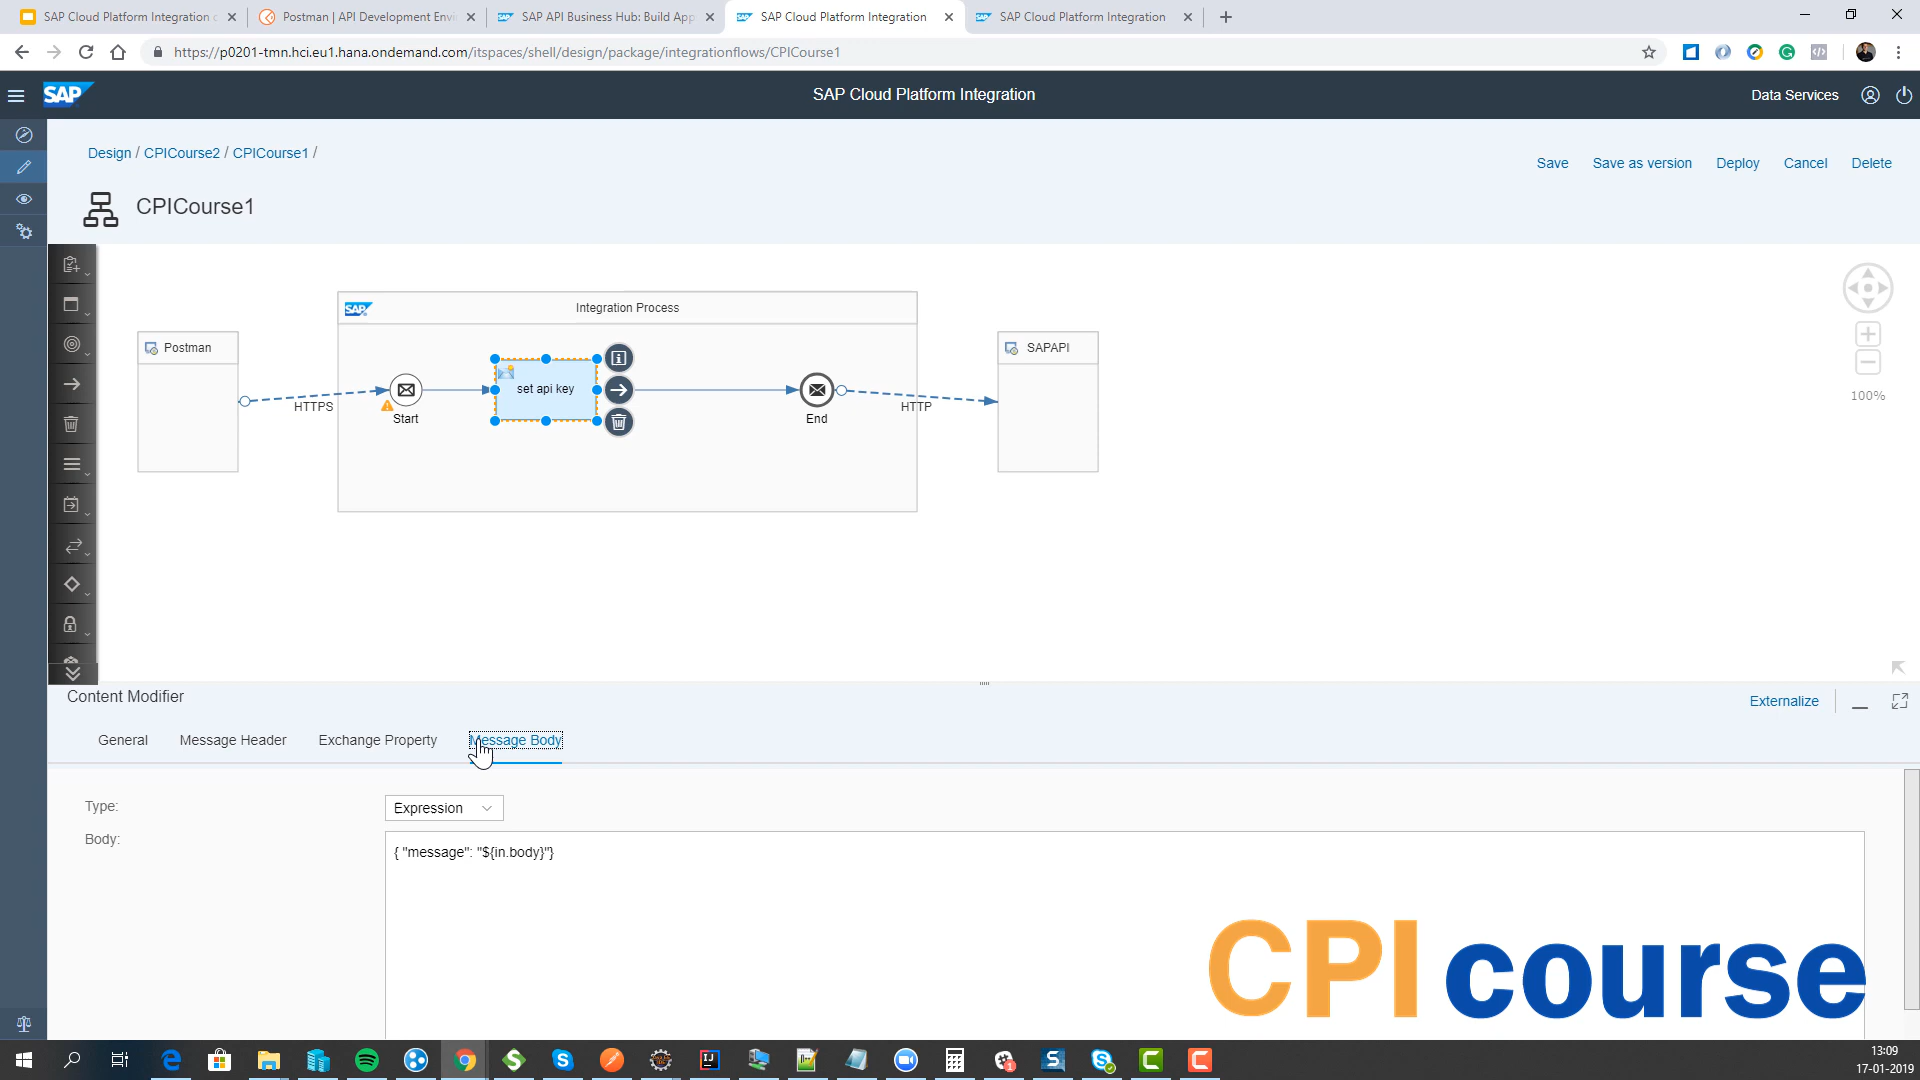 SAP Cloud Platform Integration c
Postman | API Development Envi
SAP API Business Hub: Build App
SAP Cloud Platform Integration
SAP Cloud Platform Integration
https://p0201-tmn.hci.eu1.hana.ondemand.com/itspaces/shell/design/package/integrationflows/CPICourse1
SAP
SAP Cloud Platform Integration
Data Services
Design / CPICourse2 / CPICourse1 /
Save
Save as version
Deploy
Cancel
Delete
CPICourse1
SAP
Integration Process
Postman
SAPAPI
set api key
HTTPS
Start
End
HTTP
100%
Content Modifier
Externalize
General
Message Header
Exchange Property
Message Body
Type:
Expression
Body:
{ "message": "${in.body}"}
CPI course
13:09
17-01-2019